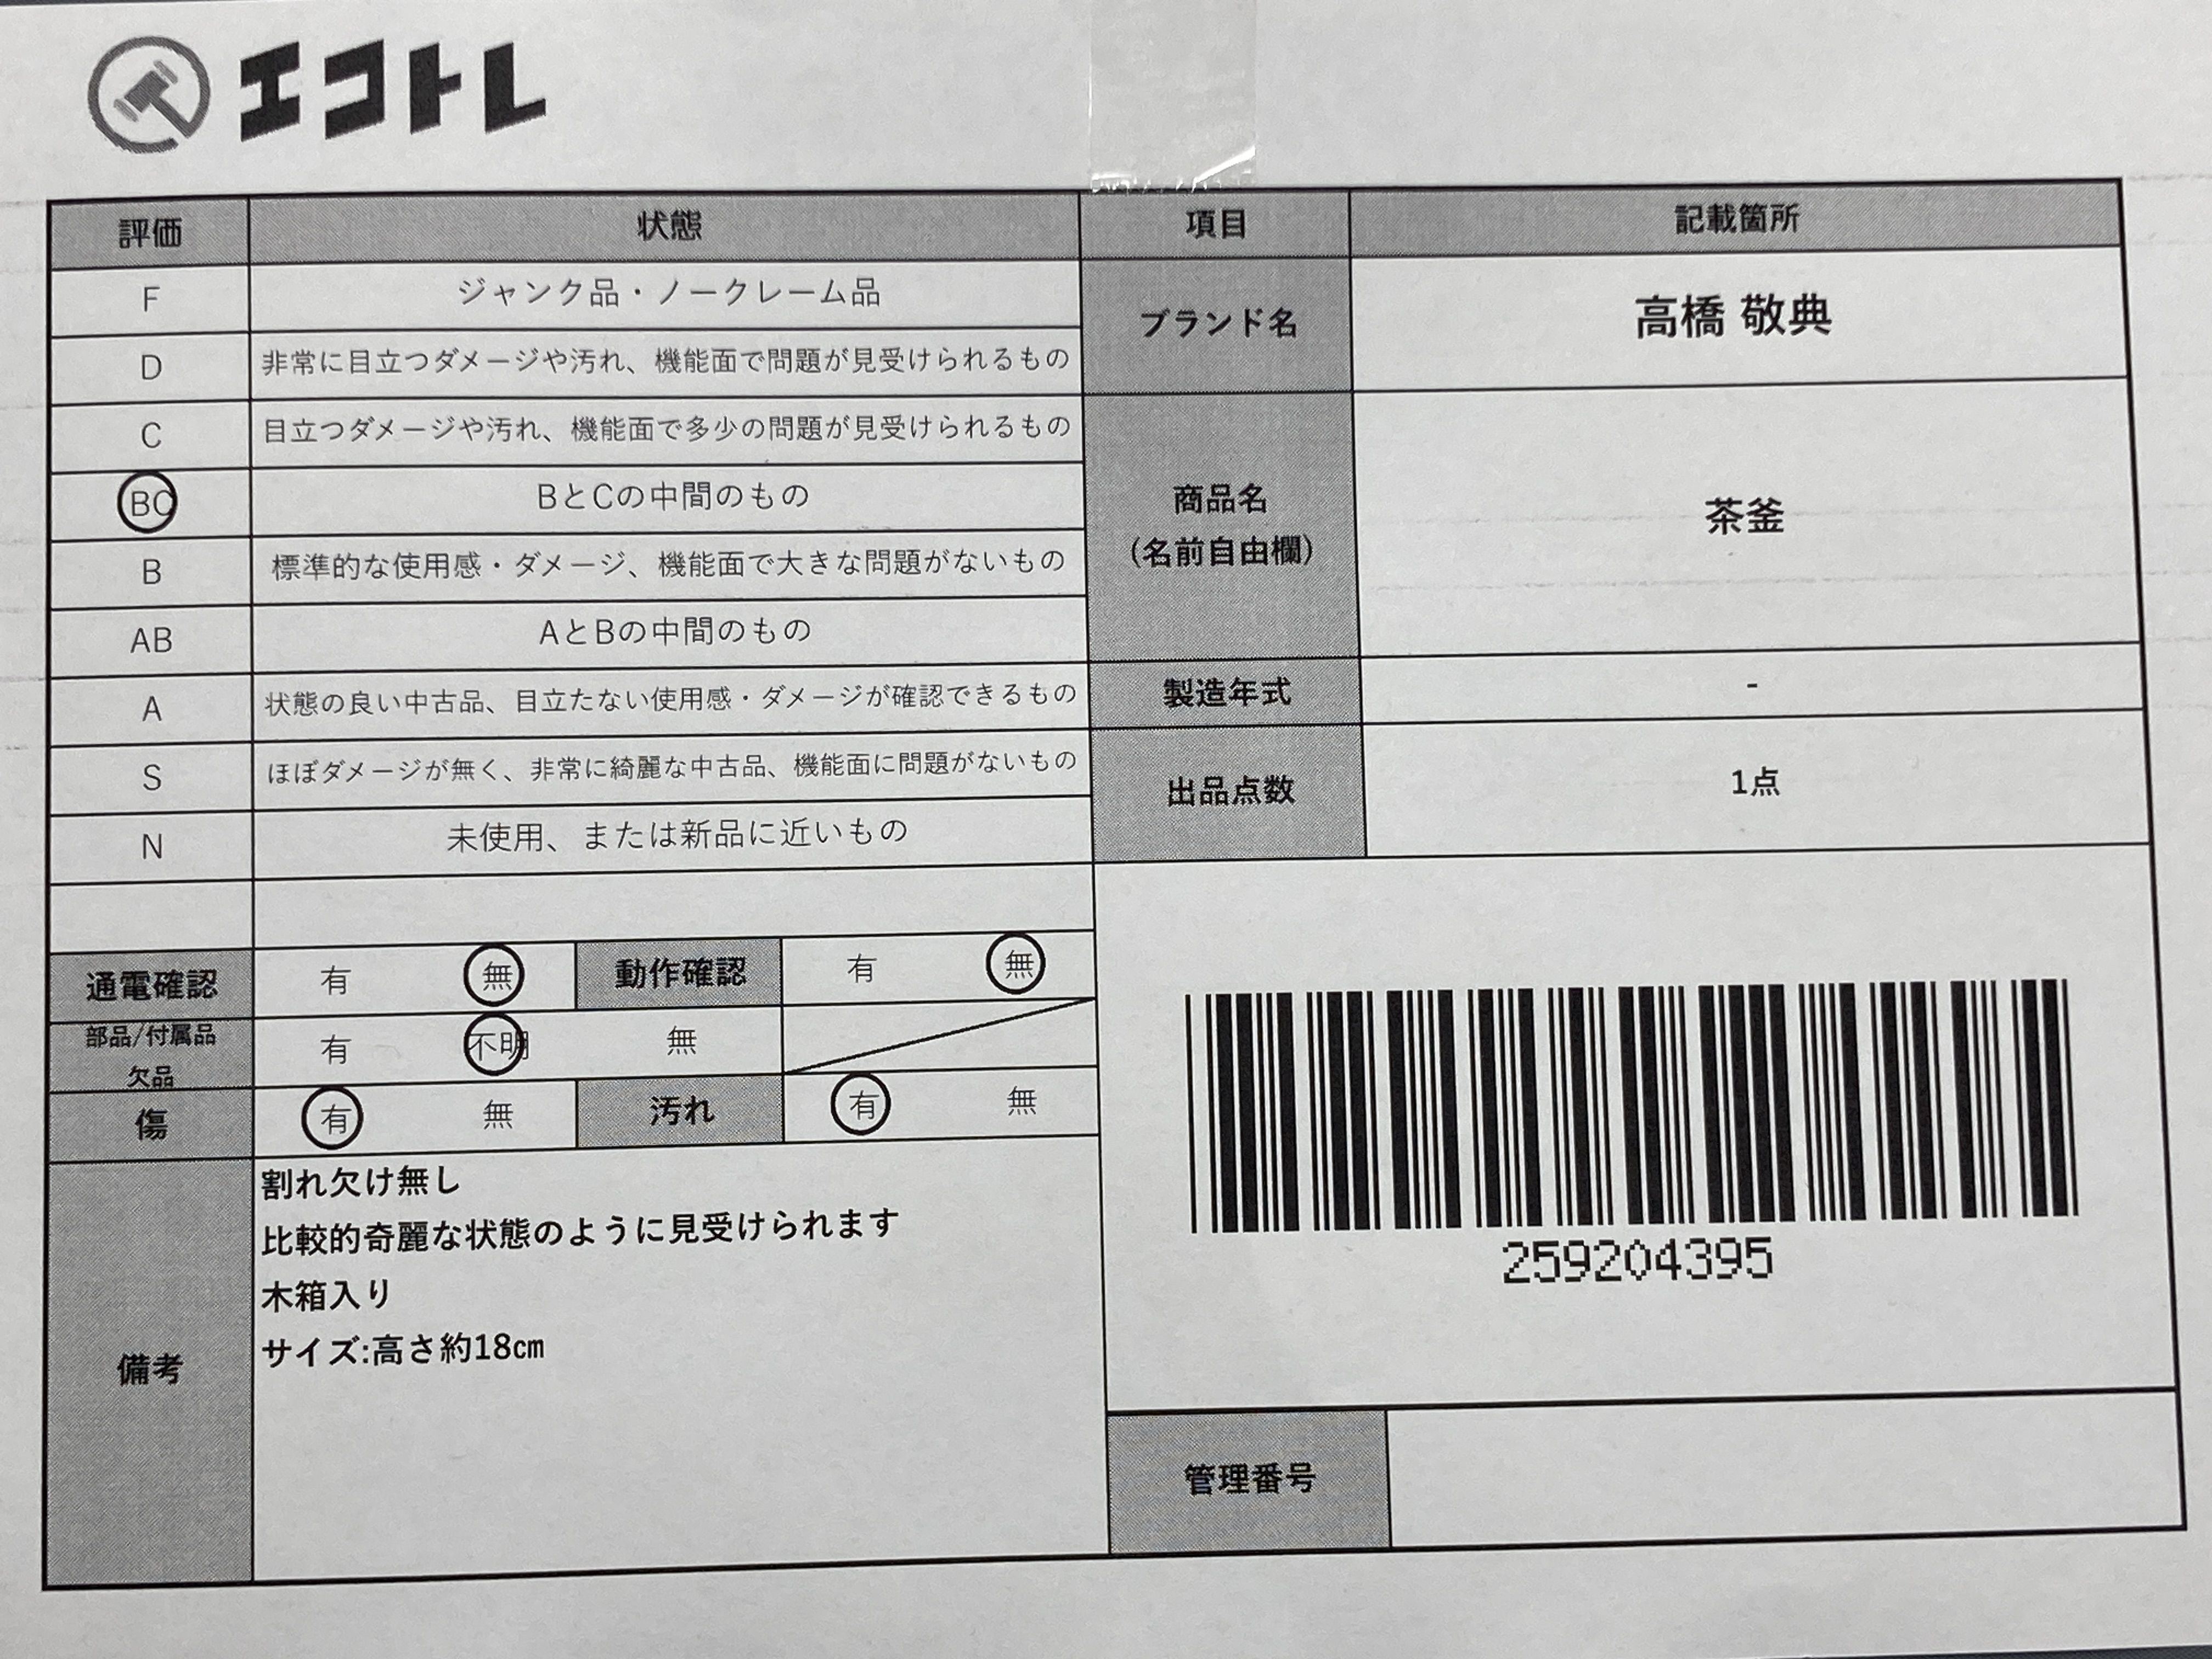 エコトレ
評価 状態 項目 記載箇所
F ジャンク品・ノークレーム品
D 非常に目立つダメージや汚れ、機能面で問題が見受けられるもの
ブランド名 高橋 敬典
C 目立つダメージや汚れ、機能面で多少の問題が見受けられるもの
BC BとCの中間のもの
商品名
(名前自由欄)
茶釜
B 標準的な使用感・ダメージ、機能面で大きな問題がないもの
AB AとBの中間のもの
A 状態の良い中古品、目立たない使用感・ダメージが確認できるもの
製造年式 -
S ほぼダメージが無く、非常に綺麗な中古品、機能面に問題がないもの
出品点数 1点
N 未使用、または新品に近いもの
通電確認 有 無 動作確認 有 無
部品/付属品
欠品
有 不明 無
傷 有 無 汚れ 有 無
備考
割れ欠け無し
比較的奇麗な状態のように見受けられます
木箱入り
サイズ:高さ約18㎝
259204395
管理番号